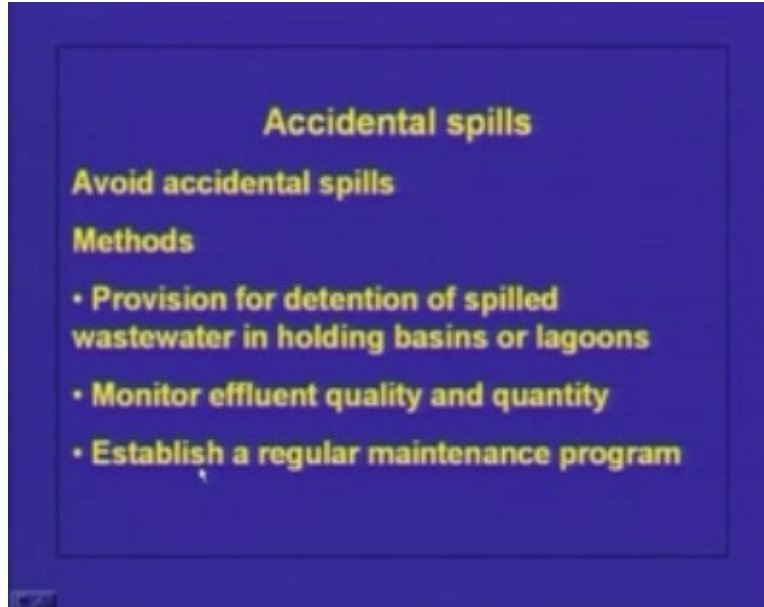 Accidental spills
Avoid accidental spills
Methods
• Provision for detention of spilled
wastewater in holding basins or lagoons
• Monitor effluent quality and quantity
• Establish a regular maintenance program